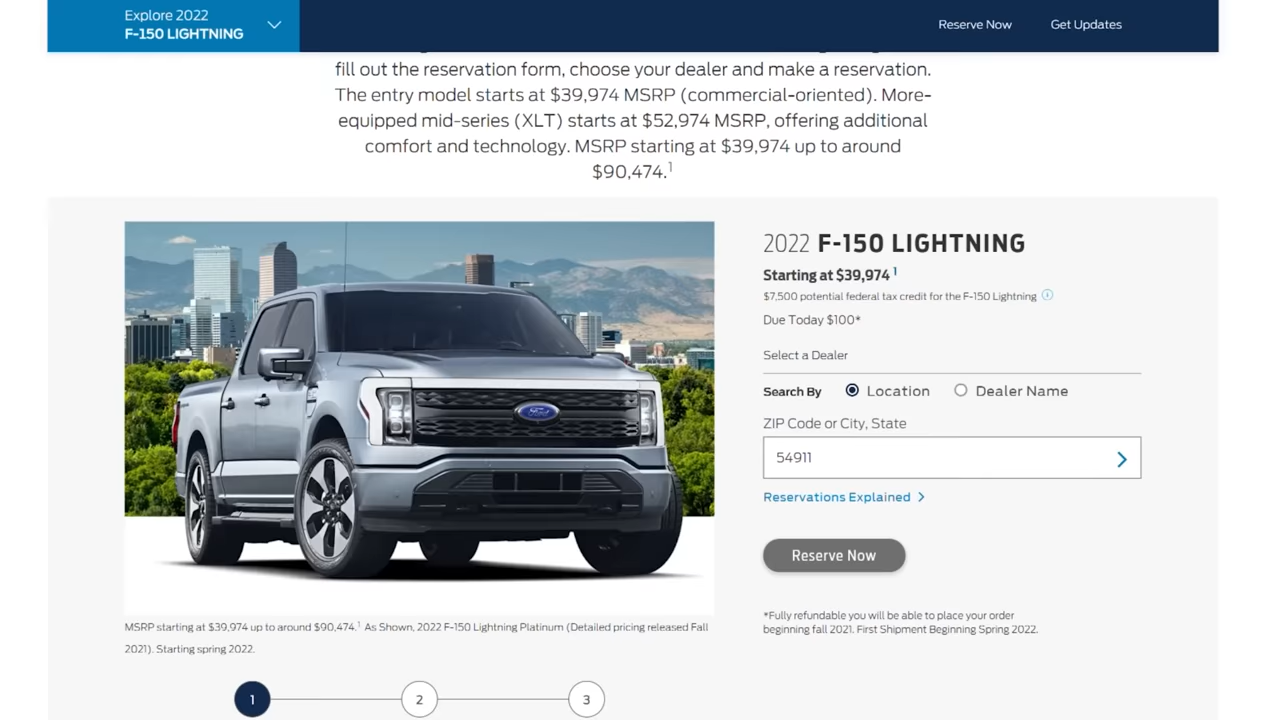 Explore 2022
F-150 LIGHTNING
Reserve Now
Get Updates
fill out the reservation form, choose your dealer and make a reservation.
The entry model starts at $39,974 MSRP (commercial-oriented). More-
equipped mid-series (XLT) starts at $52,974 MSRP, offering additional
comfort and technology. MSRP starting at $39,974 up to around
$90,474.1
2022 F-150 LIGHTNING
Starting at $39,974 1
$7,500 potential federal tax credit for the F-150 Lightning
Due Today $100*
Select a Dealer
Search By Location Dealer Name
ZIP Code or City, State
54911
Reservations Explained
Reserve Now
*Fully refundable you will be able to place your order
beginning fall 2021. First Shipment Beginning Spring 2022.
Ford
MSRP starting at $39,974 up to around $90,474.1 As Shown, 2022 F-150 Lightning Platinum (Detailed pricing released Fall
2021). Starting spring 2022.
1 2 3